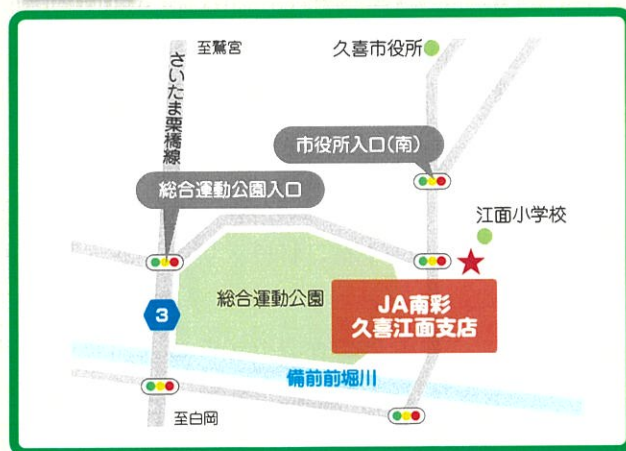 至鷲宮
久喜市役所
さいたま栗橋線
市役所入口(南)
総合運動公園入口
江面小学校
総合運動公園
3
JA南彩
久喜江面支店
備前前堀川
至白岡